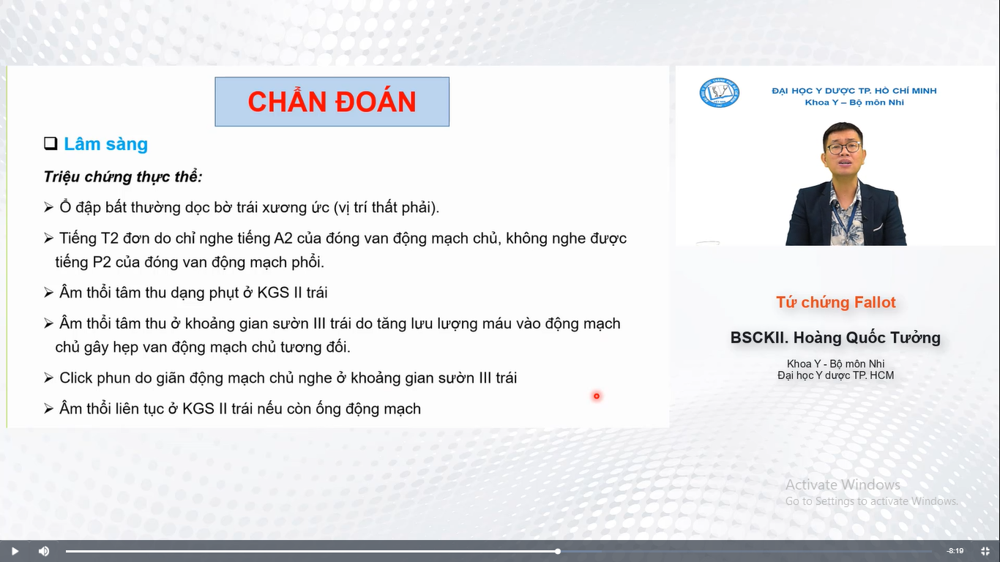 CHẨN ĐOÁN
❑ Lâm sàng
Triệu chứng thực thể:
➢ Ổ đập bất thường dọc bờ trái xương ức (vị trí thất phải).
➢ Tiếng T2 đơn do chỉ nghe tiếng A2 của đóng van động mạch chủ, không nghe được
tiếng P2 của đóng van động mạch phổi.
➢ Âm thổi tâm thu dạng phụt ở KGS II trái
➢ Âm thổi tâm thu ở khoảng gian sườn III trái do tăng lưu lượng máu vào động mạch
chủ gây hẹp van động mạch chủ tương đối.
➢ Click phun do giãn động mạch chủ nghe ở khoảng gian sườn III trái
➢ Âm thổi liên tục ở KGS II trái nếu còn ống động mạch
ĐẠI HỌC Y DƯỢC TP. HỒ CHÍ MINH
Khoa Y – Bộ môn Nhi
Tứ chứng Fallot
BSCKII. Hoàng Quốc Tưởng
Khoa Y - Bộ môn Nhi
Đại học Y dược TP. HCM
Activate Windows
Go to Settings to activate Windows.
-8:19